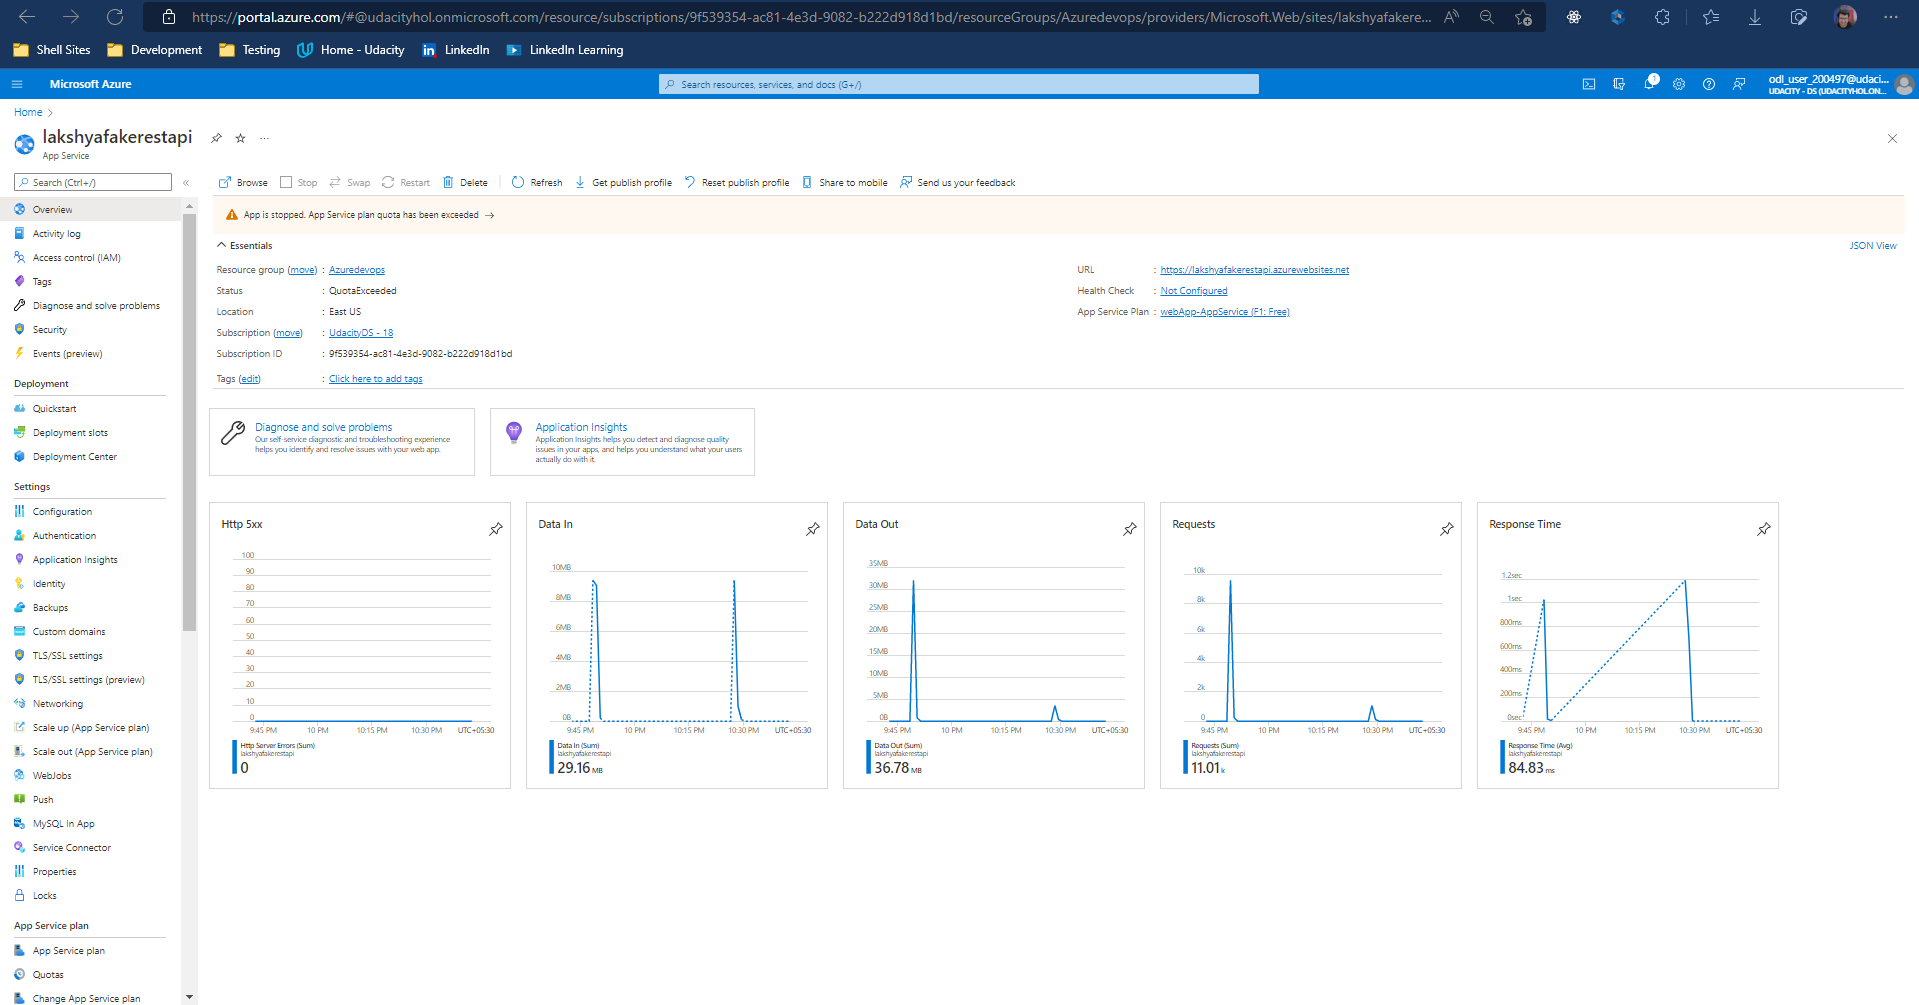 https://portal.azure.com/#@udacityhol.onmicrosoft.com/resource/subscriptions/9f539354-ac81-4e3d-9082-b222d918d1bd/resourceGroups/Azuredevops/providers/Microsoft.Web/sites/lakshyafakere...
Shell Sites Development Testing Home - Udacity LinkedIn LinkedIn Learning
Microsoft Azure
Search resources, services, and docs (G+/)
1
odl_user_200497@udaci...
UDACITY - DS (UDACITYHOL.ON...
Home
lakshyafakerestapi
...
App Service
Search (Ctrl+/)
Browse Stop Swap Restart Delete Refresh Get publish profile Reset publish profile Share to mobile Send us your feedback
App is stopped. App Service plan quota has been exceeded →
Essentials
JSON View
Resource group (move) : Azuredevops
Status : QuotaExceeded
Location : East US
Subscription (move) : UdacityDS - 18
Subscription ID : 9f539354-ac81-4e3d-9082-b222d918d1bd
Tags (edit) : Click here to add tags
URL : https://lakshyafakerestapi.azurewebsites.net
Health Check : Not Configured
App Service Plan : webApp-AppService (F1: Free)
Overview
Activity log
Access control (IAM)
Tags
Diagnose and solve problems
Security
Events (preview)
Deployment
Quickstart
Deployment slots
Deployment Center
Settings
Configuration
Authentication
Application Insights
Identity
Backups
Custom domains
TLS/SSL settings
TLS/SSL settings (preview)
Networking
Scale up (App Service plan)
Scale out (App Service plan)
WebJobs
Push
MySQL In App
Service Connector
Properties
Locks
App Service plan
App Service plan
Quotas
Change App Service plan
Diagnose and solve problems
Our self-service diagnostic and troubleshooting experience
helps you identify and resolve issues with your web app.
Application Insights
Application Insights helps you detect and diagnose quality
issues in your apps, and helps you understand what your users
actually do with it.
Http 5xx
100
90
80
70
60
50
40
30
20
10
0
9:45 PM 10 PM 10:15 PM 10:30 PM UTC+05:30
Http Server Errors (Sum)
lakshyafakerestapi
0
Data In
10MB
8MB
6MB
4MB
2MB
0B
9:45 PM 10 PM 10:15 PM 10:30 PM UTC+05:30
Data In (Sum)
lakshyafakerestapi
29.16 MB
Data Out
35MB
30MB
25MB
20MB
15MB
10MB
5MB
0B
9:45 PM 10 PM 10:15 PM 10:30 PM UTC+05:30
Data Out (Sum)
lakshyafakerestapi
36.78 MB
Requests
10k
8k
6k
4k
2k
0
9:45 PM 10 PM 10:15 PM 10:30 PM UTC+05:30
Requests (Sum)
lakshyafakerestapi
11.01 k
Response Time
1.2sec
1sec
800ms
600ms
400ms
200ms
0sec
9:45 PM 10 PM 10:15 PM 10:30 PM UTC+05:30
Response Time (Avg)
lakshyafakerestapi
84.83 ms